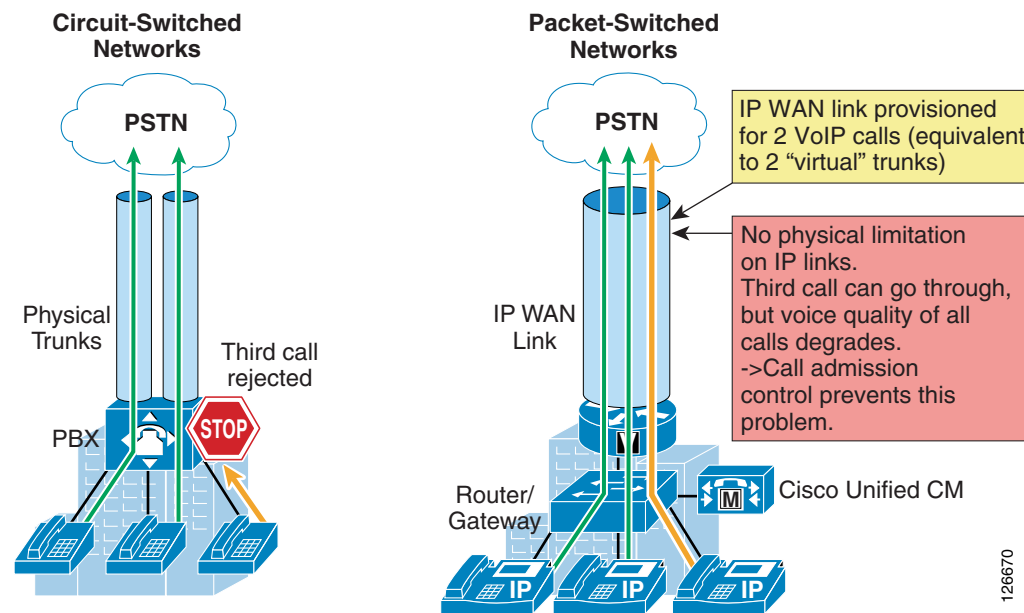 Circuit-Switched
Networks
PSTN
Physical
Trunks
Third call
rejected
PBX
STOP
Packet-Switched
Networks
PSTN
IP WAN link provisioned
for 2 VoIP calls (equivalent
to 2 “virtual” trunks)
No physical limitation
on IP links.
Third call can go through,
but voice quality of all
calls degrades.
->Call admission
control prevents this
problem.
IP WAN
Link
M
Router/
Gateway
M
Cisco Unified CM
IP
IP
IP
126670